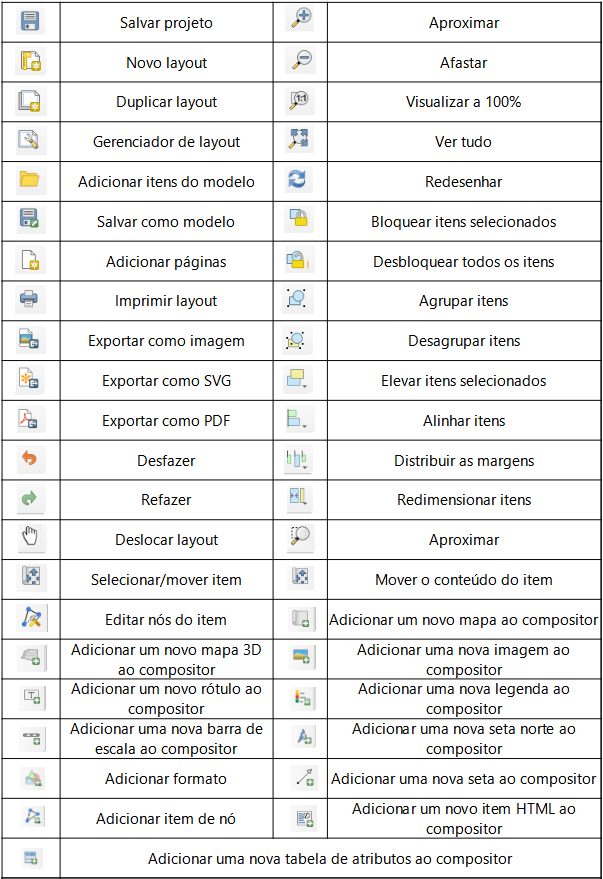 Salvar projeto
Aproximar
Novo layout
Afastar
Duplicar layout
1:1
Visualizar a 100%
Gerenciador de layout
Ver tudo
Adicionar itens do modelo
Redesenhar
Salvar como modelo
Bloquear itens selecionados
Adicionar páginas
Desbloquear todos os itens
Imprimir layout
Agrupar itens
Exportar como imagem
Desagrupar itens
Exportar como SVG
Elevar itens selecionados
Exportar como PDF
Alinhar itens
Desfazer
Distribuir as margens
Refazer
Redimensionar itens
Deslocar layout
Aproximar
Selecionar/mover item
Mover o conteúdo do item
Editar nós do item
Adicionar um novo mapa ao compositor
Adicionar um novo mapa 3D
ao compositor
Adicionar uma nova imagem ao
compositor
T
Adicionar um novo rótulo ao
compositor
Adicionar uma nova legenda ao
compositor
Adicionar uma nova barra de
escala ao compositor
Adicionar uma nova seta norte ao
compositor
Adicionar formato
Adicionar uma nova seta ao compositor
Adicionar item de nó
Adicionar um novo item HTML ao
compositor
Adicionar uma nova tabela de atributos ao compositor